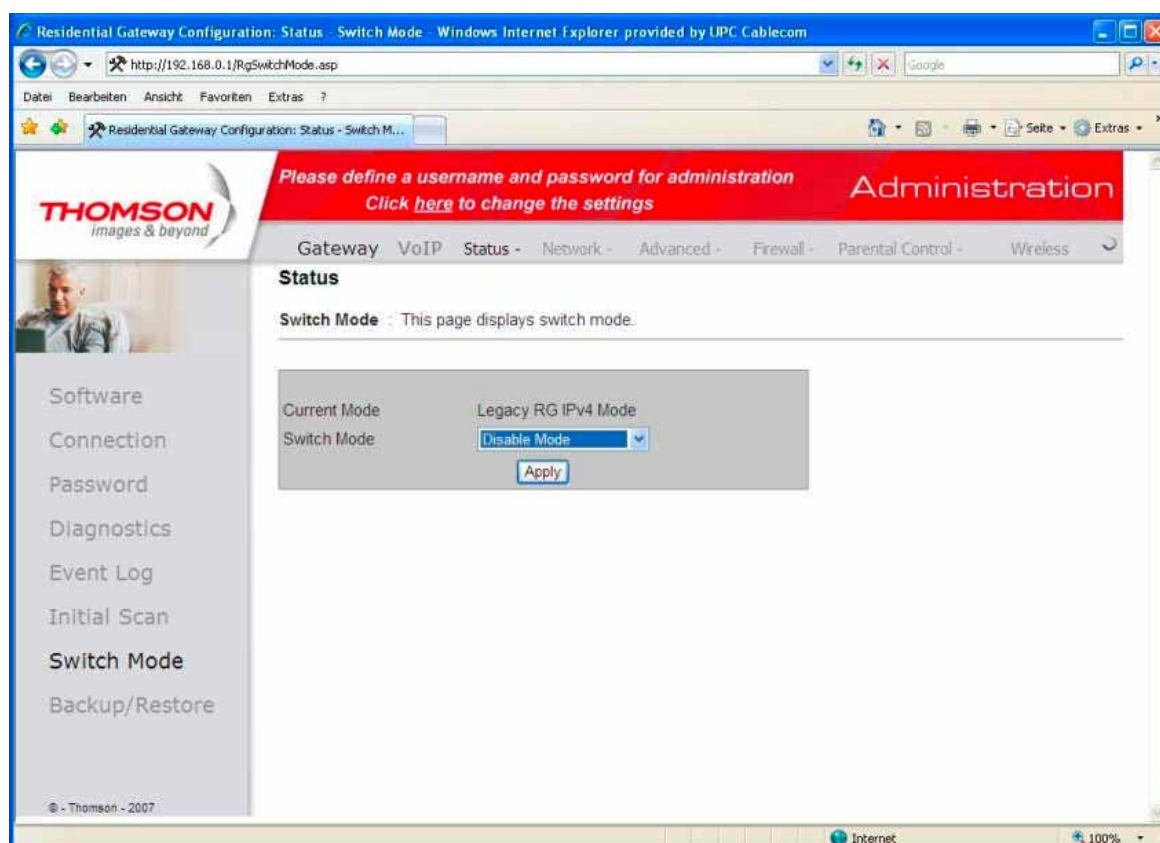 Residential Gateway Configuration: Status - Switch Mode - Windows Internet Explorer provided by UPC Cablecom
http://192.168.0.1/RgSwitchMode.asp
Google
Datei Bearbeiten Ansicht Favoriten Extras ?
Residential Gateway Configuration: Status - Switch M...
Seite
Extras
THOMSON
images & beyond
Please define a username and password for administration
Click here to change the settings
Administration
Gateway VoIP Status - Network - Advanced - Firewall - Parental Control - Wireless
Status
Switch Mode : This page displays switch mode.
Software
Connection
Password
Diagnostics
Event Log
Initial Scan
Switch Mode
Backup/Restore
Current Mode Legacy RG IPv4 Mode
Switch Mode Disable Mode
Apply
© - Thomson - 2007
Internet
100%